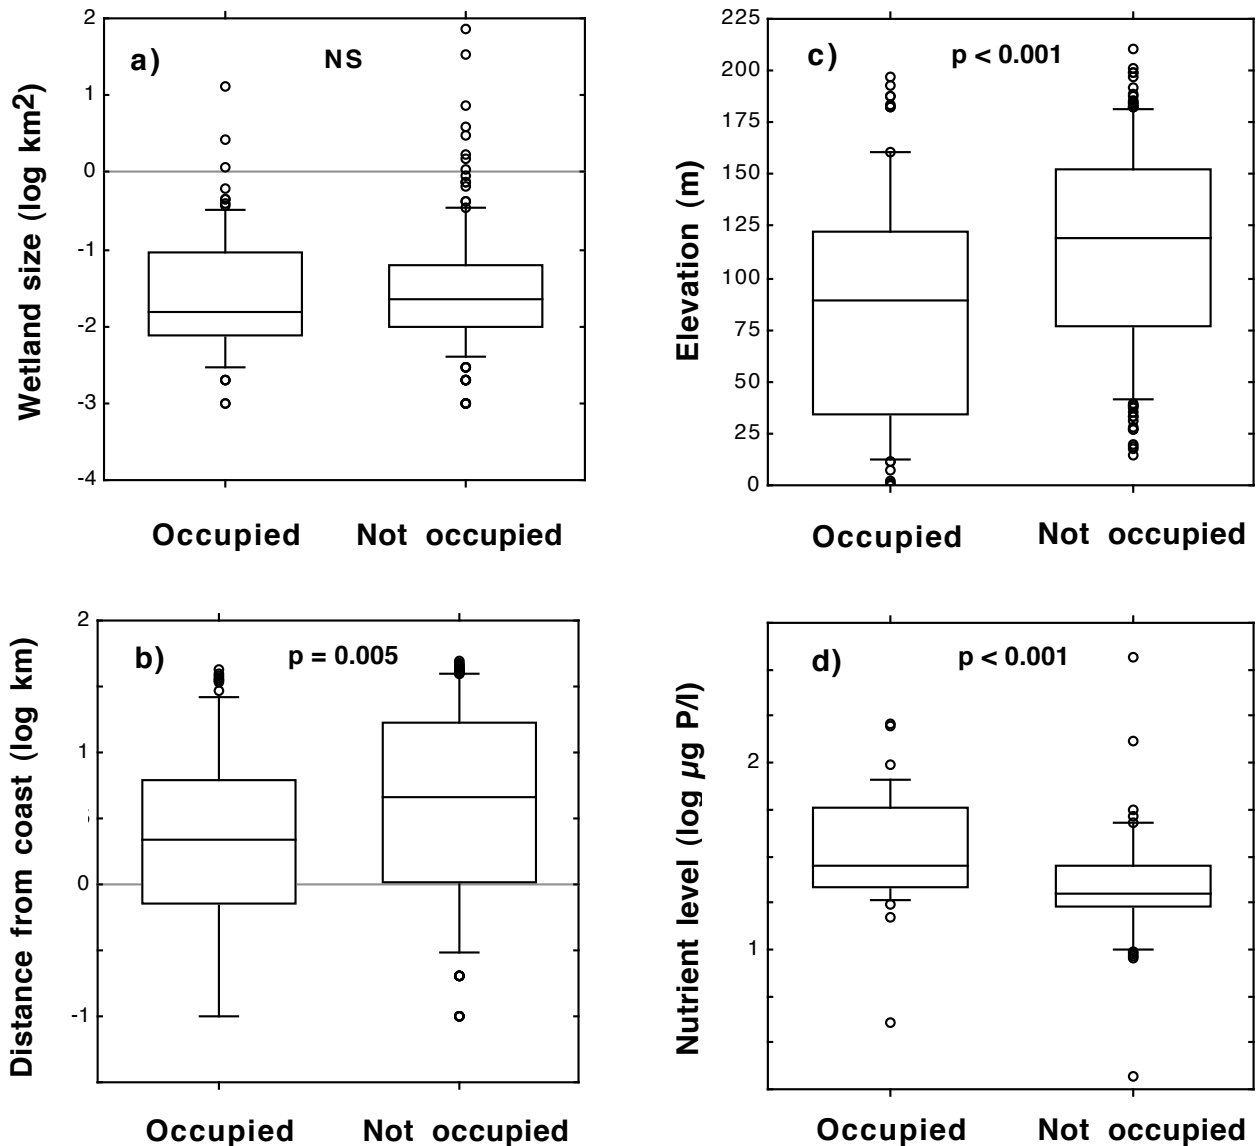 a)
NS
Wetland size (log km2)
2
1
0
-1
-2
-3
-4
Occupied
Not occupied
c)
p < 0.001
Elevation (m)
225
200
175
150
125
100
75
50
25
0
Occupied
Not occupied
b)
p = 0.005
Distance from coast (log km)
2
1
0
-1
Occupied
Not occupied
d)
p < 0.001
Nutrient level (log µg P/l)
2
1
Occupied
Not occupied